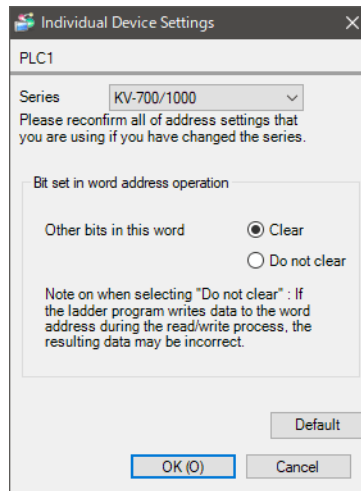 Individual Device Settings
PLC1
Series KV-700/1000
Please reconfirm all of address settings that
you are using if you have changed the series.
Bit set in word address operation
Other bits in this word Clear
Do not clear
Note on when selecting "Do not clear" : If
the ladder program writes data to the word
address during the read/write process, the
resulting data may be incorrect.
Default
OK (O) Cancel